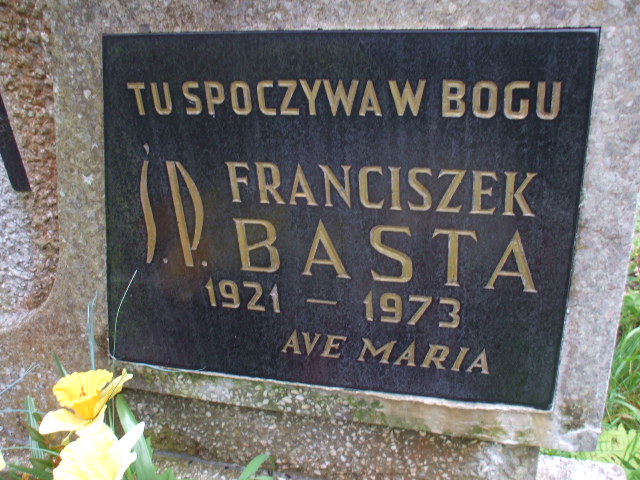 TU SPOCZYWA W BOGU
Ś.P. FRANCISZEK
BASTA
1921 – 1973
AVE MARIA